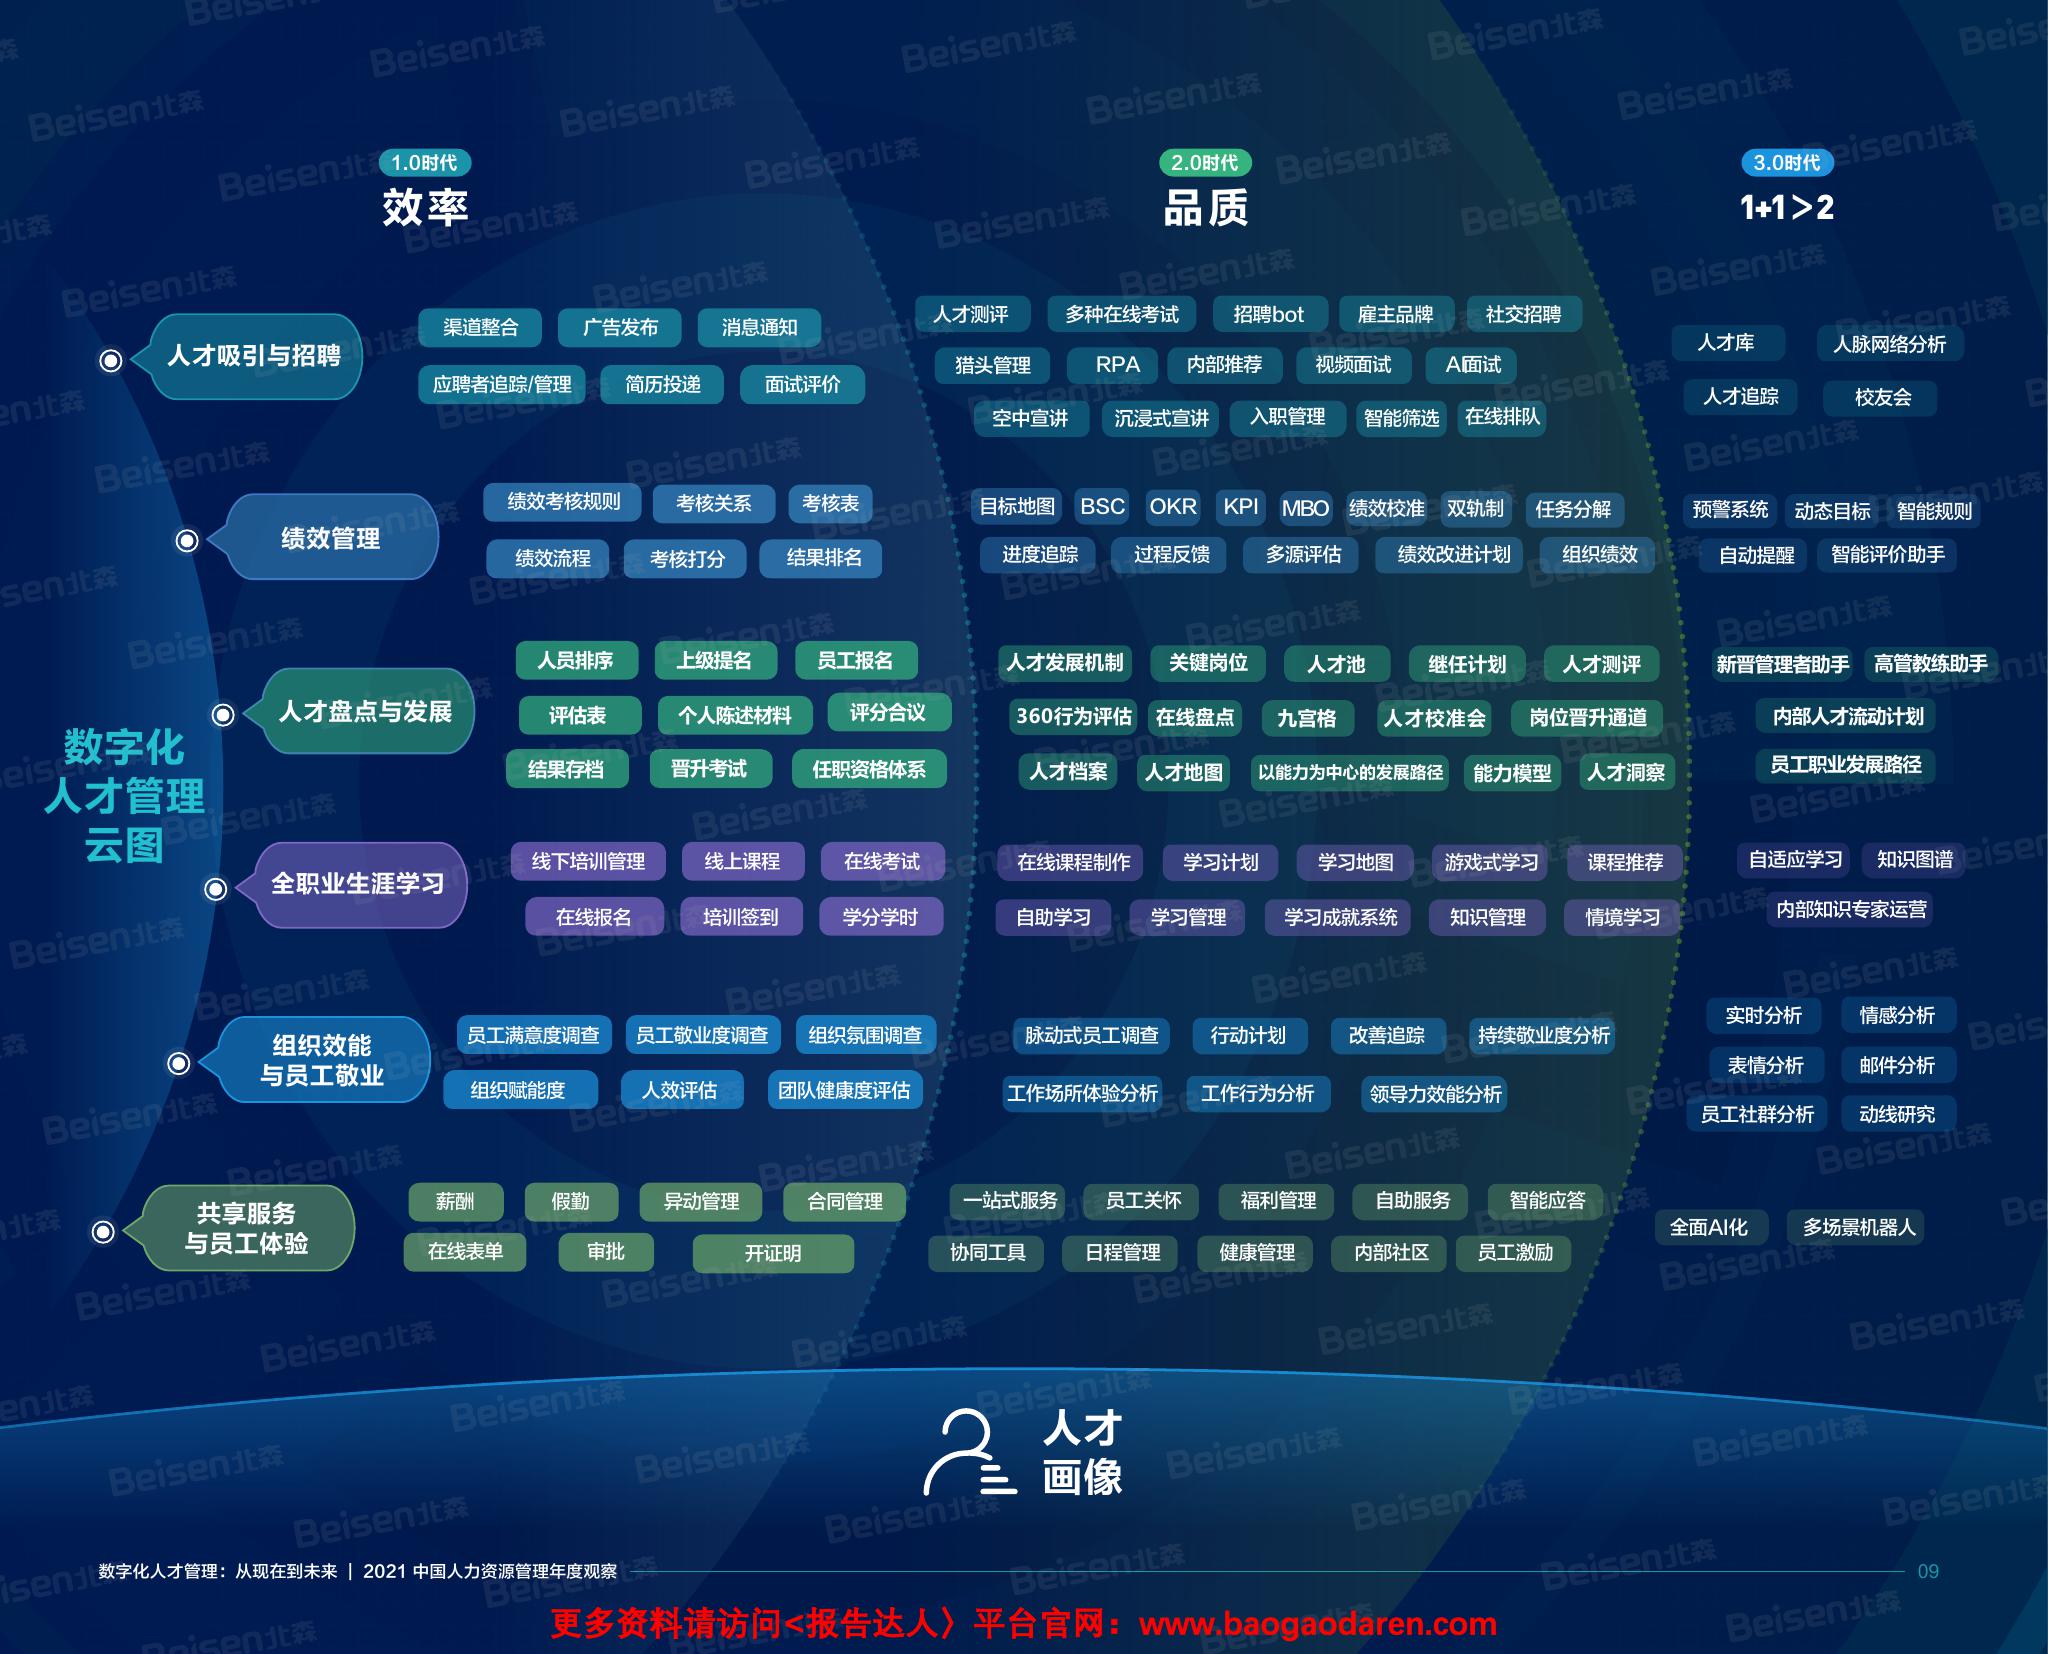 1.0时代
效率
2.0时代
品质
3.0时代
1+1＞2
数字化
人才管理
云图
人才吸引与招聘
渠道整合 广告发布 消息通知
应聘者追踪/管理 简历投递 面试评价
人才测评 多种在线考试 招聘bot 雇主品牌 社交招聘
猎头管理 RPA 内部推荐 视频面试 AI面试
空中宣讲 沉浸式宣讲 入职管理 智能筛选 在线排队
人才库 人脉网络分析
人才追踪 校友会
绩效管理
绩效考核规则 考核关系 考核表
绩效流程 考核打分 结果排名
目标地图 BSC OKR KPI MBO 绩效校准 双轨制 任务分解
进度追踪 过程反馈 多源评估 绩效改进计划 组织绩效
预警系统 动态目标 智能规则
自动提醒 智能评价助手
人才盘点与发展
人员排序 上级提名 员工报名
评估表 个人陈述材料 评分合议
结果存档 晋升考试 任职资格体系
人才发展机制 关键岗位 人才池 继任计划 人才测评
360行为评估 在线盘点 九宫格 人才校准会 岗位晋升通道
人才档案 人才地图 以能力为中心的发展路径 能力模型 人才洞察
新晋管理者助手 高管教练助手
内部人才流动计划
员工职业发展路径
全职业生涯学习
线下培训管理 线上课程 在线考试
在线报名 培训签到 学分学时
在线课程制作 学习计划 学习地图 游戏式学习 课程推荐
自助学习 学习管理 学习成就系统 知识管理 情境学习
自适应学习 知识图谱
内部知识专家运营
组织效能
与员工敬业
员工满意度调查 员工敬业度调查 组织氛围调查
组织赋能度 人效评估 团队健康度评估
脉动式员工调查 行动计划 改善追踪 持续敬业度分析
工作场所体验分析 工作行为分析 领导力效能分析
实时分析 情感分析
表情分析 邮件分析
员工社群分析 动线研究
共享服务
与员工体验
薪酬 假勤 异动管理 合同管理
在线表单 审批 开证明
一站式服务 员工关怀 福利管理 自助服务 智能应答
协同工具 日程管理 健康管理 内部社区 员工激励
全面AI化 多场景机器人
人才
画像
数字化人才管理：从现在到未来 | 2021 中国人力资源管理年度观察 09
更多资料请访问<报告达人〉平台官网：www.baogaodaren.com
Beisen北森